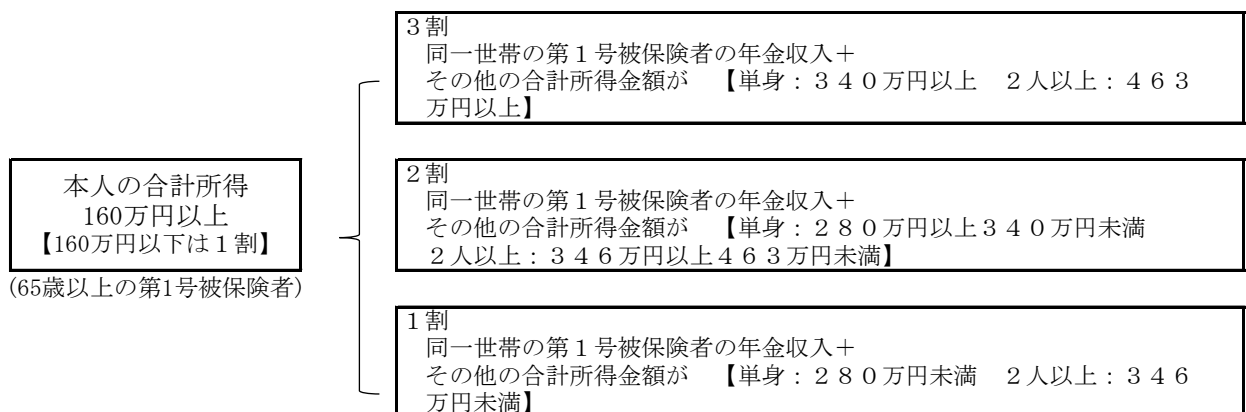 3割
同一世帯の第1号被保険者の年金収入+
その他の合計所得金額が 【単身:340万円以上 2人以上:463
万円以上】
本人の合計所得
160万円以上
【160万円以下は1割】
(65歳以上の第1号被保険者)
2割
同一世帯の第1号被保険者の年金収入+
その他の合計所得金額が 【単身:280万円以上340万円未満
2人以上:346万円以上463万円未満】
1割
同一世帯の第1号被保険者の年金収入+
その他の合計所得金額が 【単身:280万円未満 2人以上:346
万円未満】